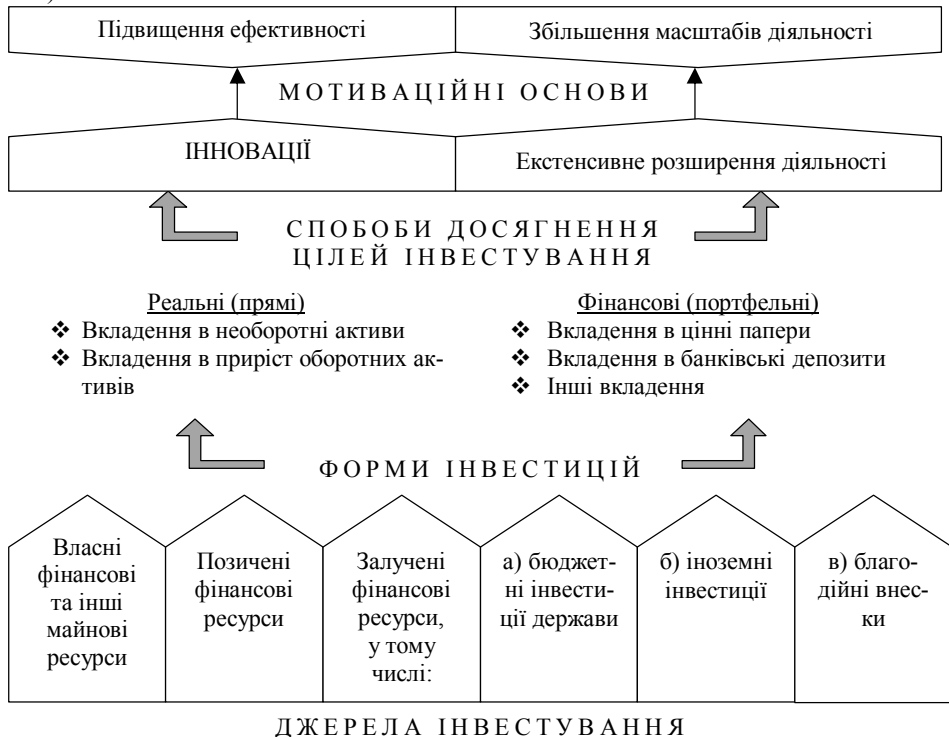 Підвищення ефективності
Збільшення масштабів діяльності
МОТИВАЦІЙНІ ОСНОВИ
ІННОВАЦІЇ
Екстенсивне розширення діяльності
СПОБОБИ ДОСЯГНЕННЯ
ЦІЛЕЙ ІНВЕСТУВАННЯ
Реальні (прямі)
❖ Вкладення в необоротні активи
❖ Вкладення в приріст оборотних ак-
тивів
Фінансові (портфельні)
❖ Вкладення в цінні папери
❖ Вкладення в банківські депозити
❖ Інші вкладення
ФОРМИ ІНВЕСТИЦІЙ
Власні
фінансові
та інші
майнові
ресурси
Позичені
фінансові
ресурси
Залучені
фінансові
ресурси,
у тому
числі:
а) бюджет-
ні інвести-
ції держави
б) іноземні
інвестиції
в) благо-
дійні внес-
ки
ДЖЕРЕЛА ІНВЕСТУВАННЯ